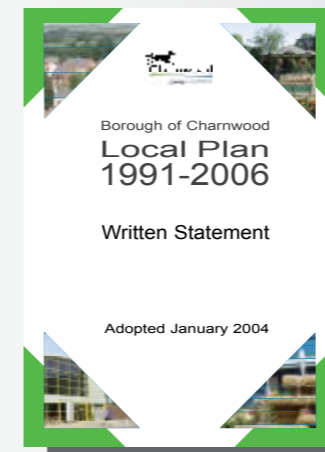 Borough of Charnwood
Local Plan
1991-2006
Written Statement
Adopted January 2004